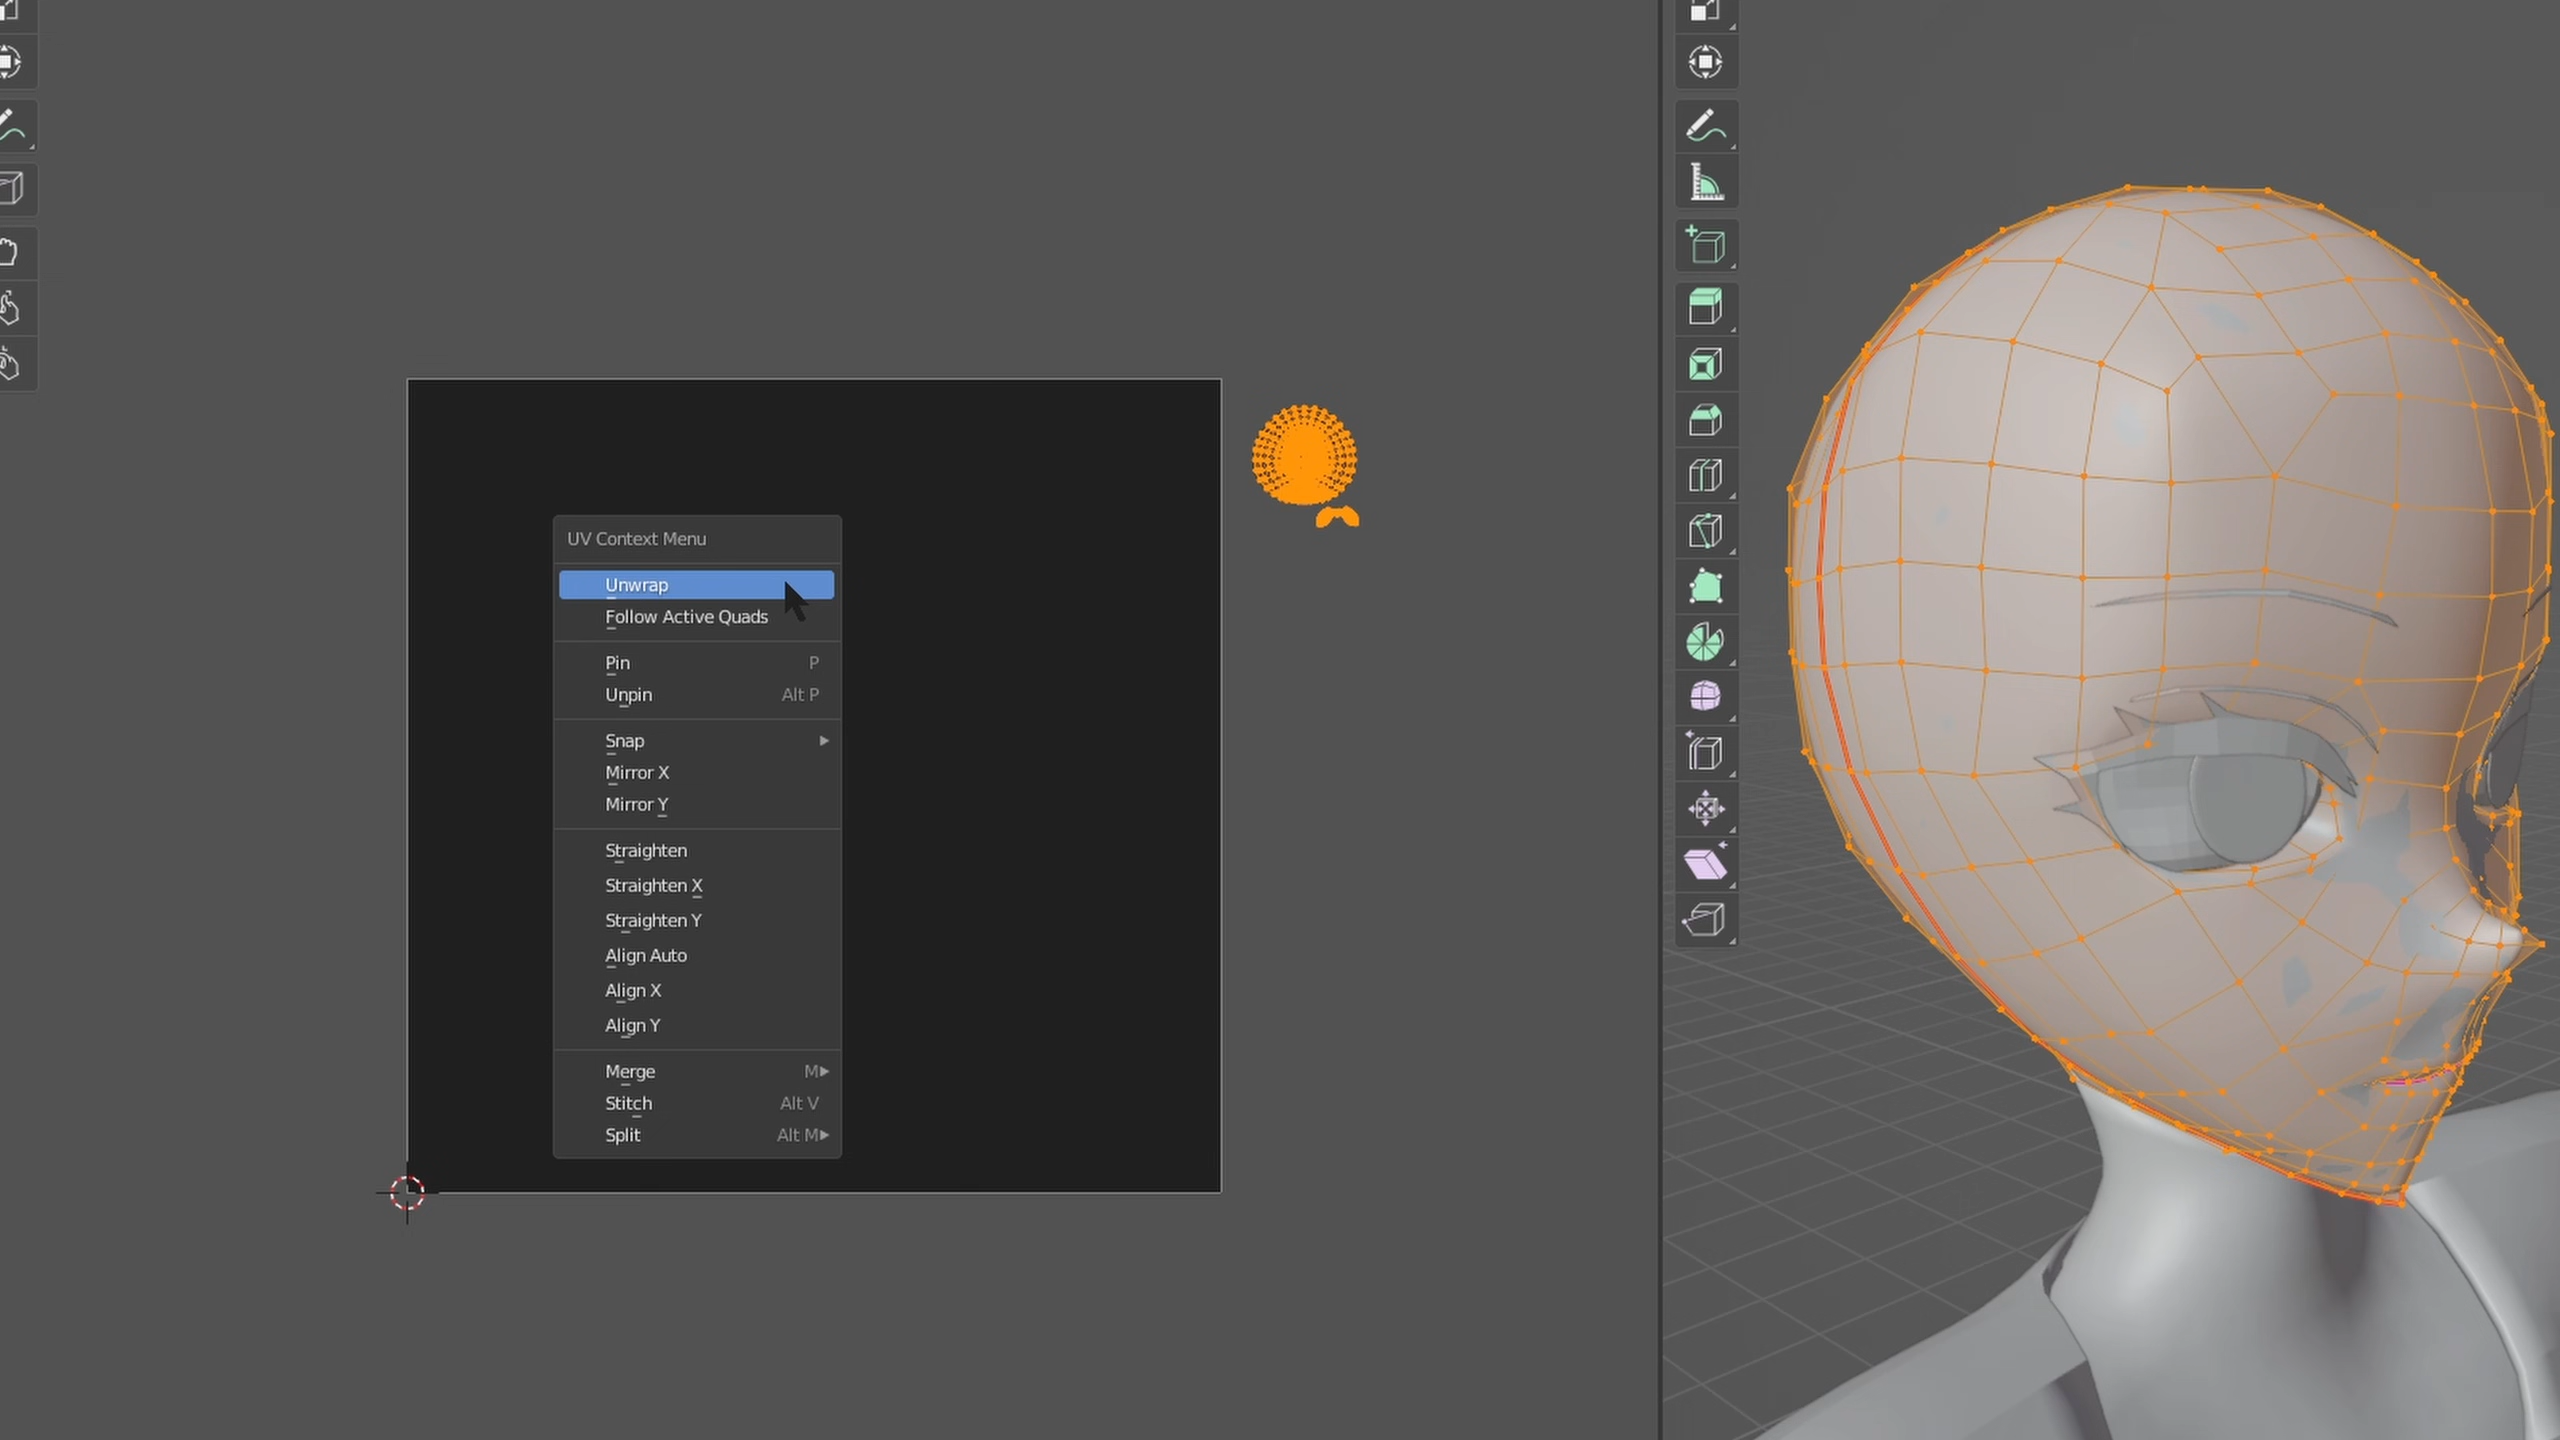 UV Context Menu
Unwrap
Follow Active Quads
Pin P
Unpin Alt P
Snap
Mirror X
Mirror Y
Straighten
Straighten X
Straighten Y
Align Auto
Align X
Align Y
Merge M
Stitch Alt V
Split Alt M